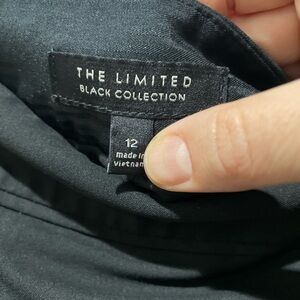 THE LIMITED
BLACK COLLECTION
12
made in
vietnam